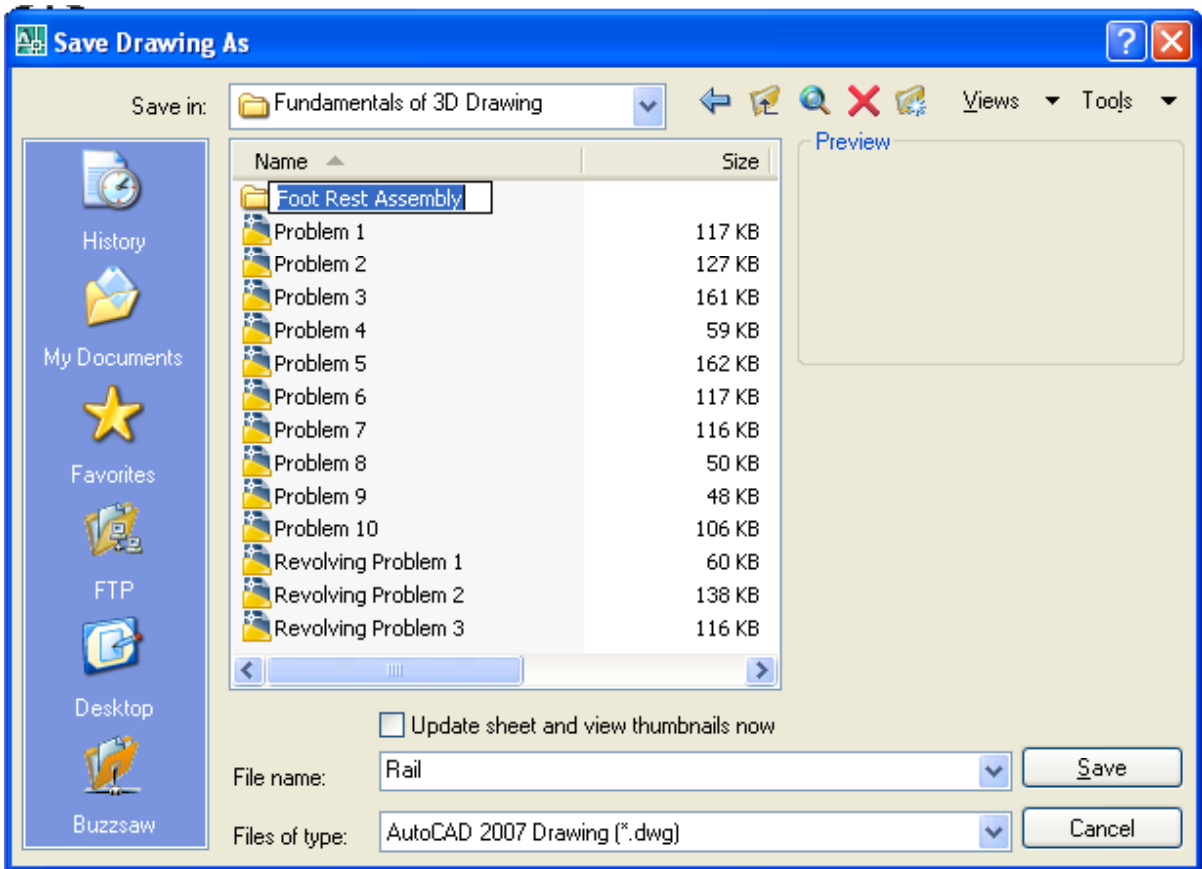 Save Drawing As
Save in: Fundamentals of 3D Drawing Views Tools
History
My Documents
Favorites
FTP
Desktop
Buzzsaw
Name Size
Foot Rest Assembly
Problem 1 117 KB
Problem 2 127 KB
Problem 3 161 KB
Problem 4 59 KB
Problem 5 162 KB
Problem 6 117 KB
Problem 7 116 KB
Problem 8 50 KB
Problem 9 48 KB
Problem 10 106 KB
Revolving Problem 1 60 KB
Revolving Problem 2 138 KB
Revolving Problem 3 116 KB
Preview
Update sheet and view thumbnails now
File name: Rail Save
Files of type: AutoCAD 2007 Drawing (*.dwg) Cancel